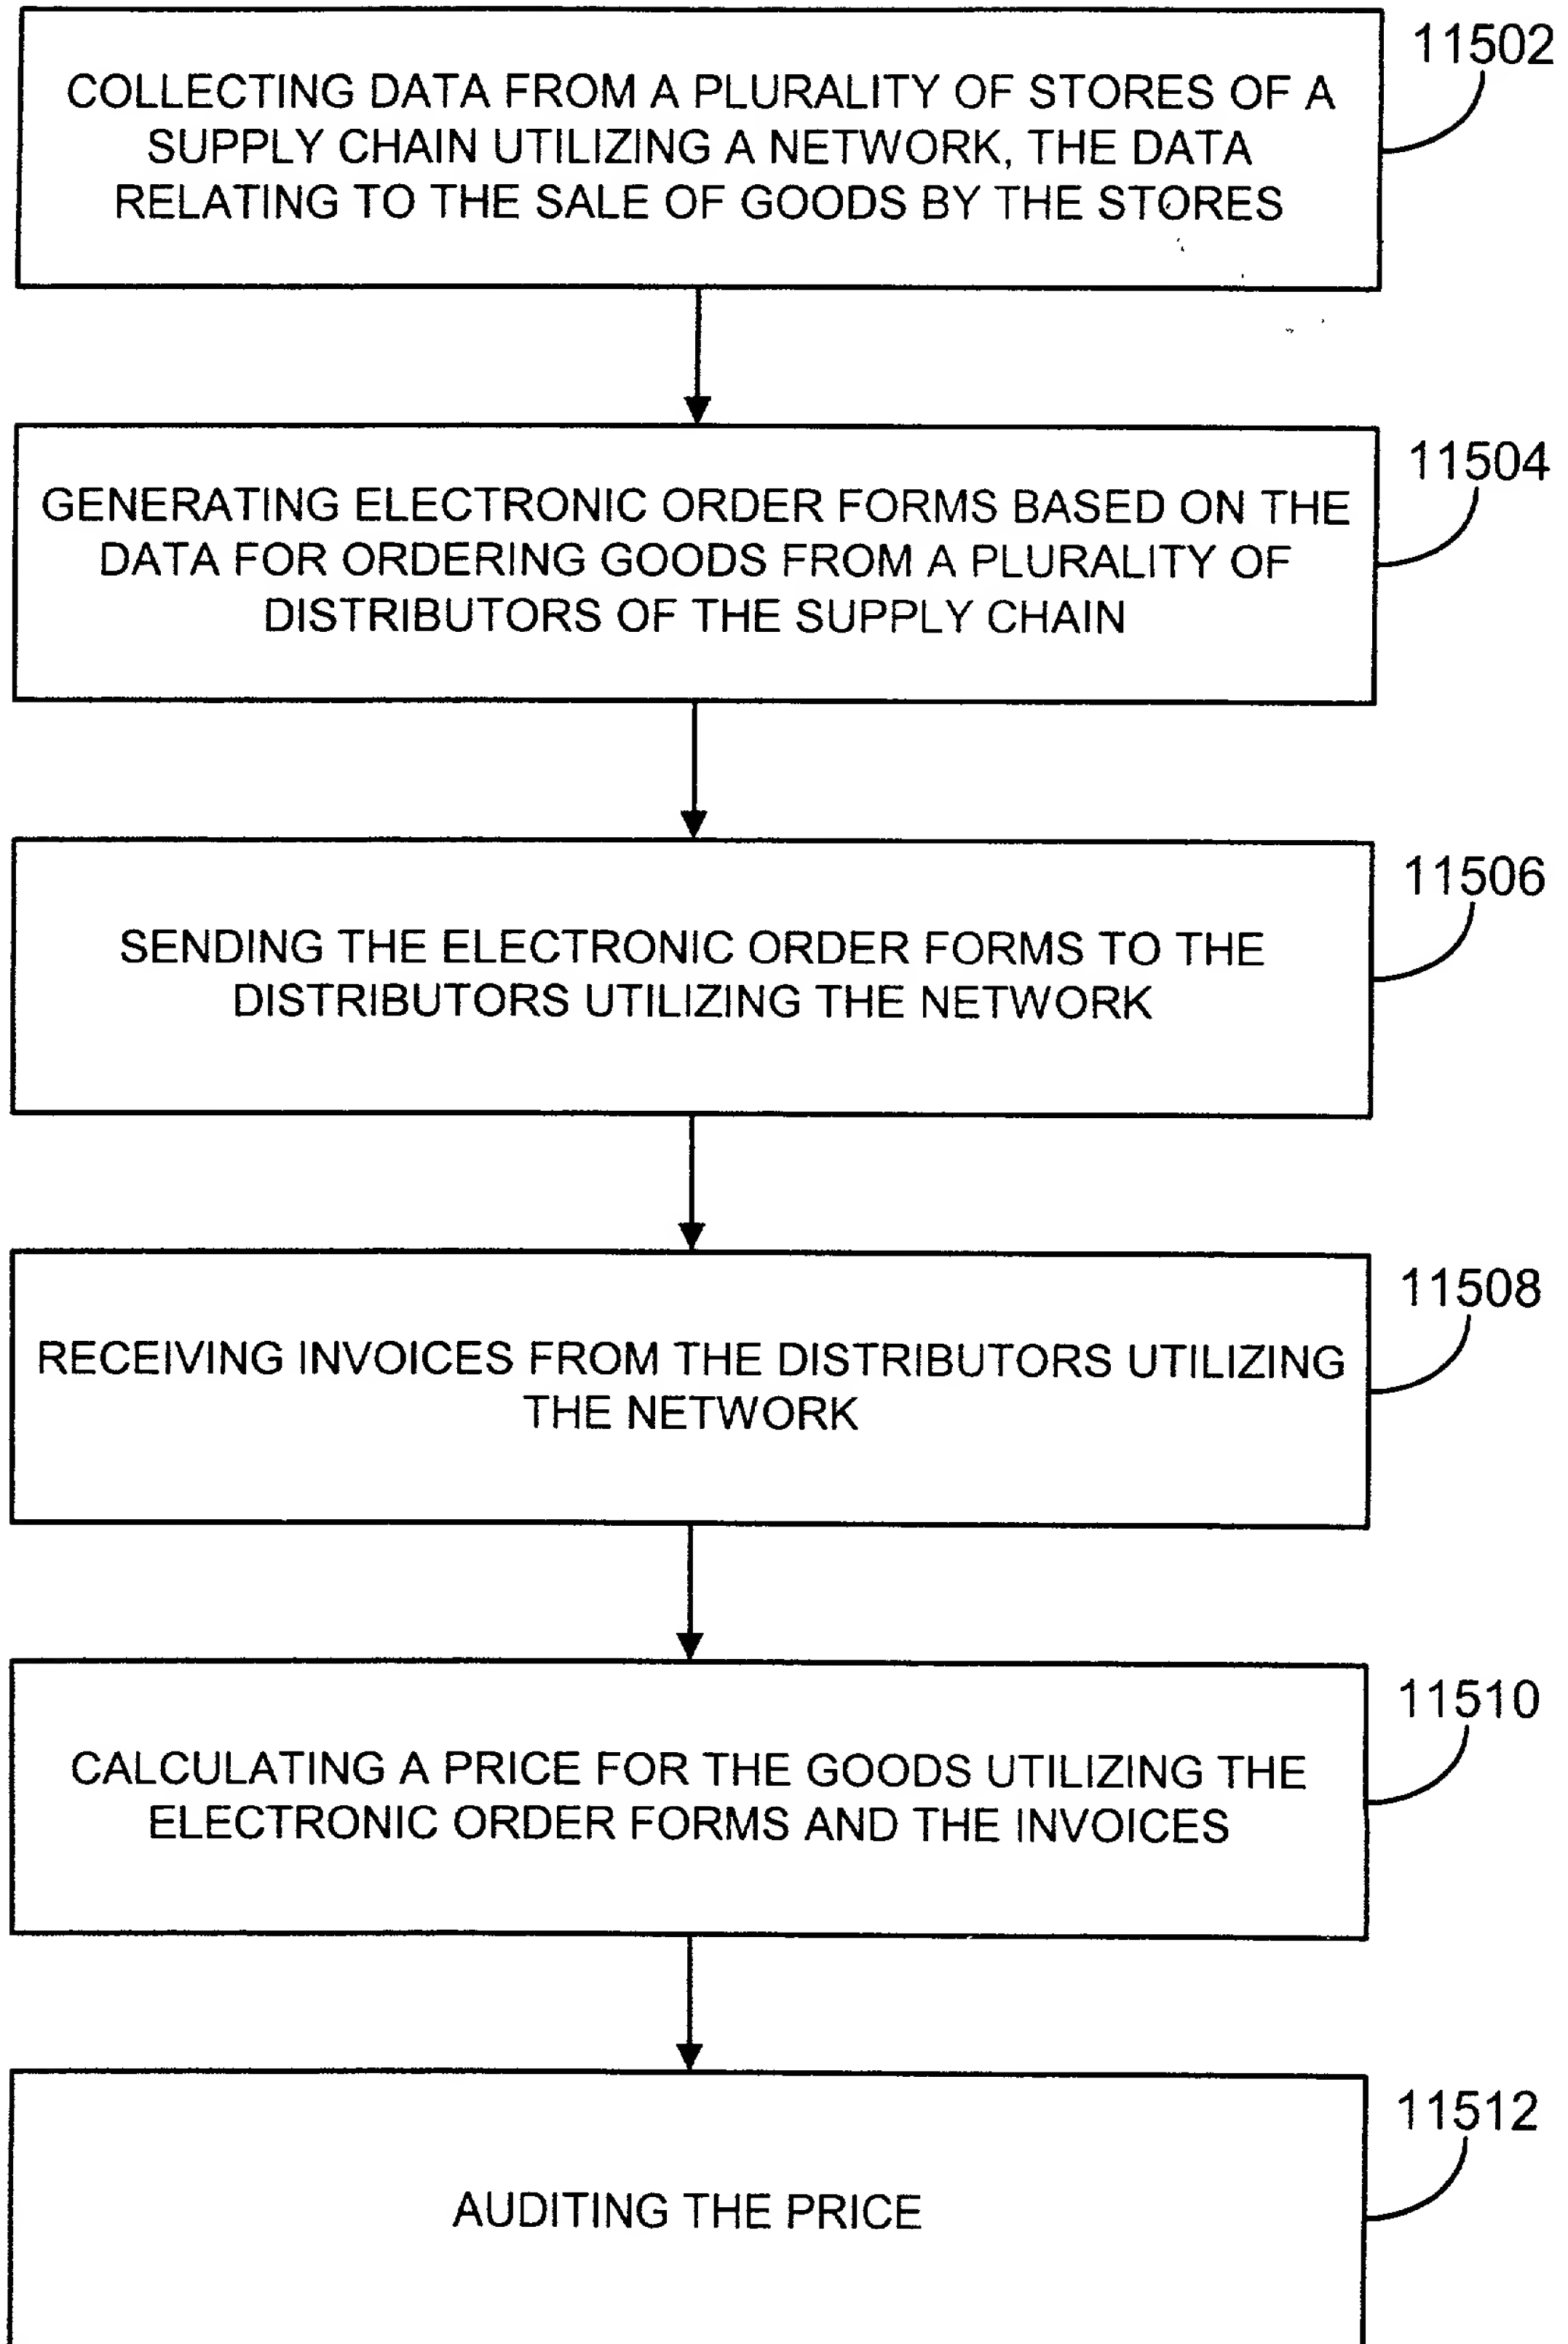 11502
COLLECTING DATA FROM A PLURALITY OF STORES OF A
SUPPLY CHAIN UTILIZING A NETWORK, THE DATA
RELATING TO THE SALE OF GOODS BY THE STORES
11504
GENERATING ELECTRONIC ORDER FORMS BASED ON THE
DATA FOR ORDERING GOODS FROM A PLURALITY OF
DISTRIBUTORS OF THE SUPPLY CHAIN
11506
SENDING THE ELECTRONIC ORDER FORMS TO THE
DISTRIBUTORS UTILIZING THE NETWORK
11508
RECEIVING INVOICES FROM THE DISTRIBUTORS UTILIZING
THE NETWORK
11510
CALCULATING A PRICE FOR THE GOODS UTILIZING THE
ELECTRONIC ORDER FORMS AND THE INVOICES
11512
AUDITING THE PRICE